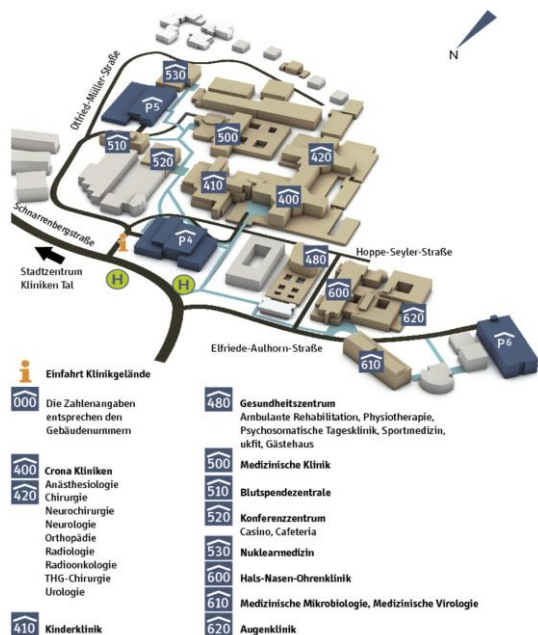 N
Otfried-Müller-Straße
530
P5
510
500
520
420
410
400
Schnarrenbergstraße
P4
i
H
H
Stadtzentrum
Kliniken Tal
480
Hoppe-Seyler-Straße
600
620
610
P6
Elfriede-Aulhorn-Straße
i Einfahrt Klinikgelände
000 Die Zahlenangaben
entsprechen den
Gebäudenummern
400 Crona Kliniken
420 Anästhesiologie
Chirurgie
Neurochirurgie
Neurologie
Orthopädie
Radiologie
Radioonkologie
THG-Chirurgie
Urologie
410 Kinderklinik
480 Gesundheitszentrum
Ambulante Rehabilitation, Physiotherapie,
Psychosomatische Tagesklinik, Sportmedizin,
ukfit, Gästehaus
500 Medizinische Klinik
510 Blutspendezentrale
520 Konferenzzentrum
Casino, Cafeteria
530 Nuklearmedizin
600 Hals-Nasen-Ohrenklinik
610 Medizinische Mikrobiologie, Medizinische Virologie
620 Augenklinik